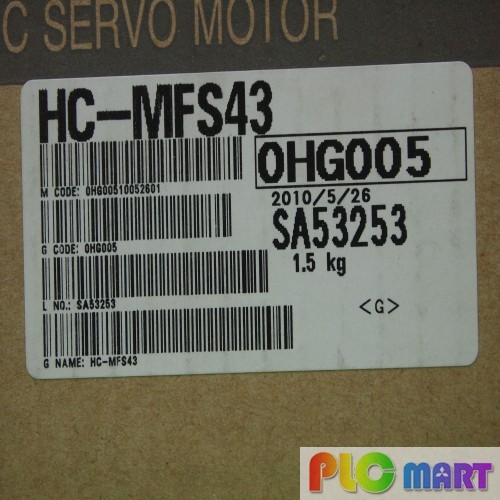 C SERVO MOTOR
HC-MFS43
0HG005
M CODE: 0HG00510052601
2010/5/26
SA53253
G CODE: 0HG005
1.5 kg
L NO.: SA53253
<G>
G NAME: HC-MFS43
PLC MART